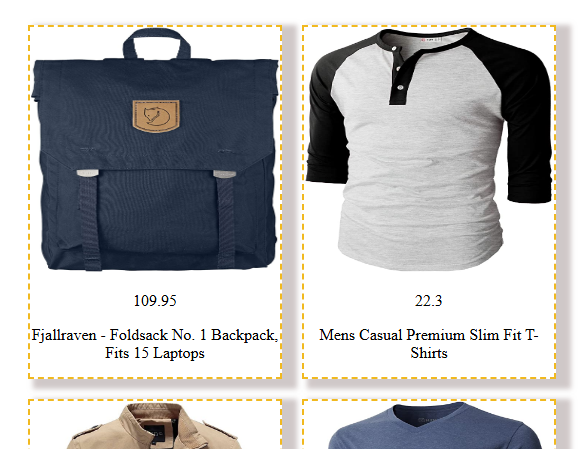 109.95
Fjallraven - Foldsack No. 1 Backpack,
Fits 15 Laptops
22.3
Mens Casual Premium Slim Fit T-
Shirts